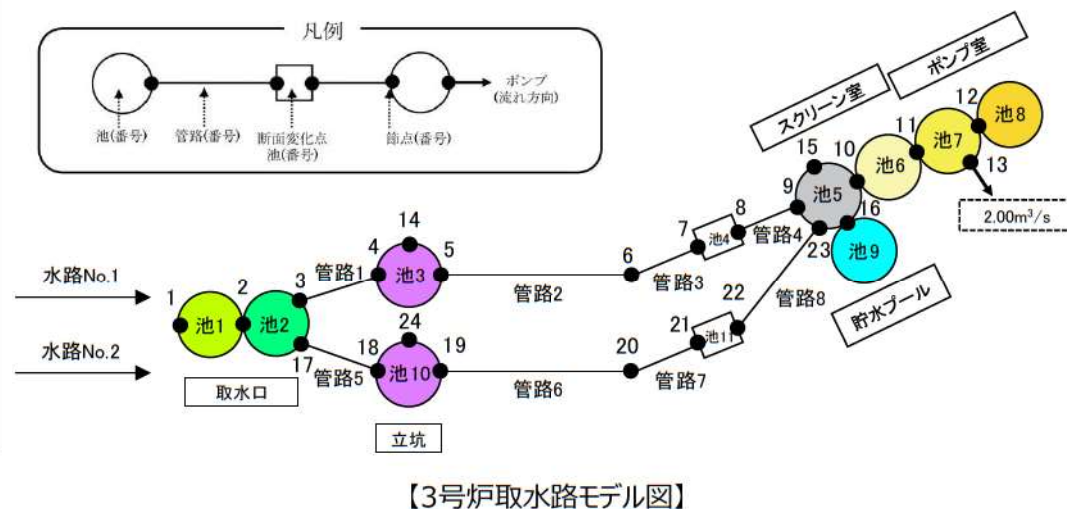 凡例
ポンプ
(流れ方向)
池(番号)
管路(番号)
断面変化点
池(番号)
節点(番号)
ポンプ室
スクリーン室
12
池8
11
池7
15
10
池6
13
9
池5
16
2.00m³/s
14
8
7
池4
管路4
23
池9
4
池3
5
6
管路3
水路No.1
3
管路1
管路2
22
管路8
貯水プール
1
池1
2
池2
24
21
池11
水路No.2
17
18
池10
19
20
管路5
管路6
管路7
取水口
立坑
【3号炉取水路モデル図】